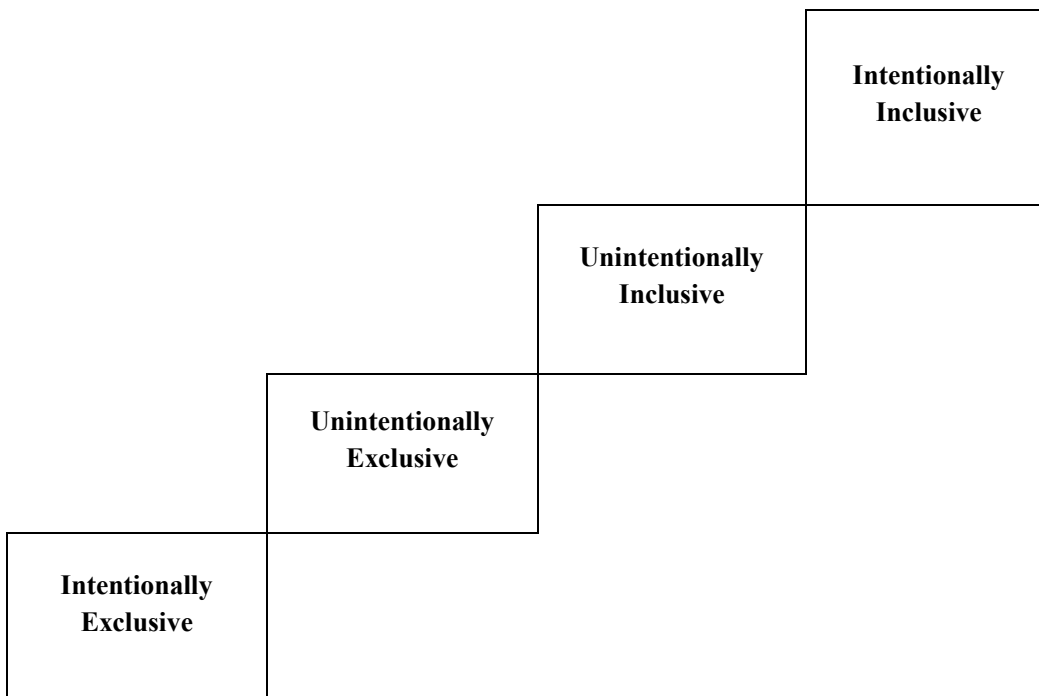 Intentionally
Inclusive
Unintentionally
Inclusive
Unintentionally
Exclusive
Intentionally
Exclusive